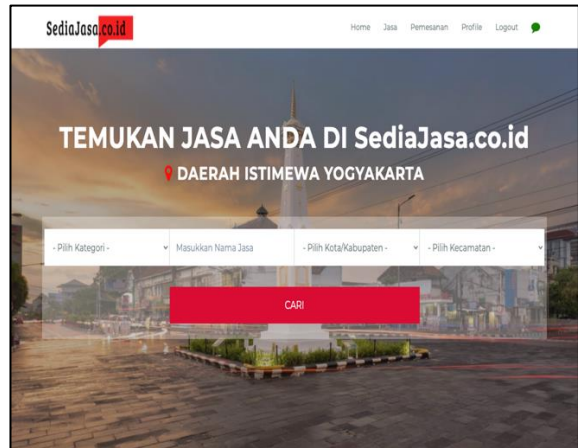 SediaJasa.co.id
Home Jasa Pemesanan Profile Logout
TEMUKAN JASA ANDA DI SediaJasa.co.id
DAERAH ISTIMEWA YOGYAKARTA
- Pilih Kategori - Masukkan Nama Jasa - Pilih Kota/Kabupaten - - Pilih Kecamatan -
CARI